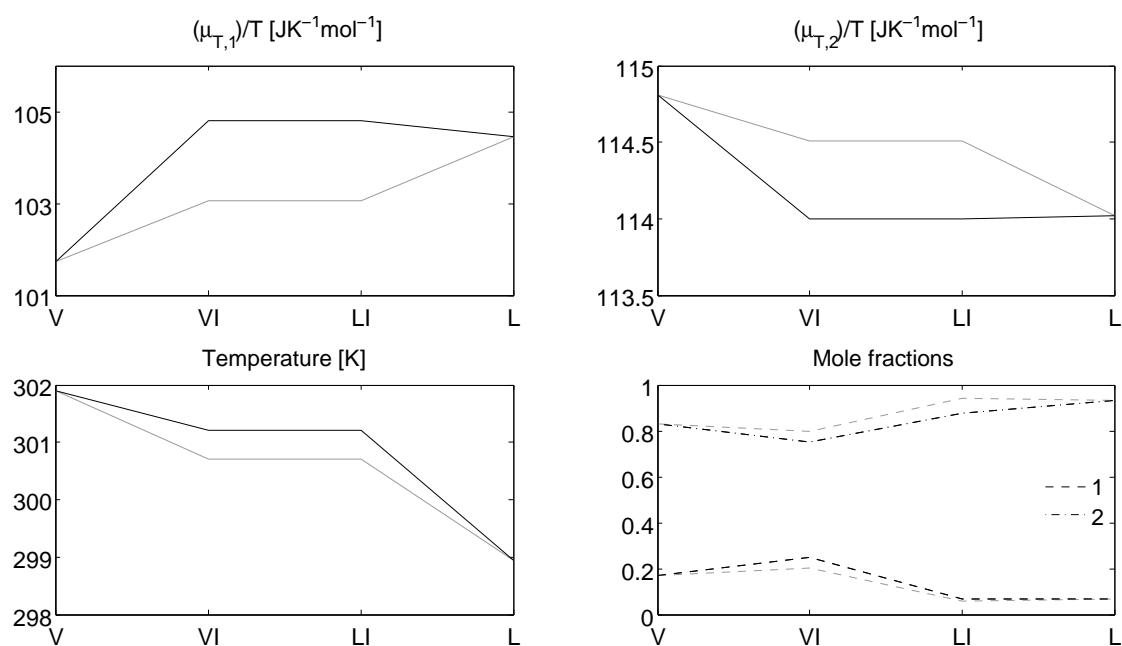 (μT,1)/T [JK⁻¹mol⁻¹]
105
103
101
V VI LI L
(μT,2)/T [JK⁻¹mol⁻¹]
115
114.5
114
113.5
V VI LI L
Temperature [K]
302
301
300
299
298
V VI LI L
Mole fractions
1
0.8
0.6
0.4
0.2
0
1
2
V VI LI L